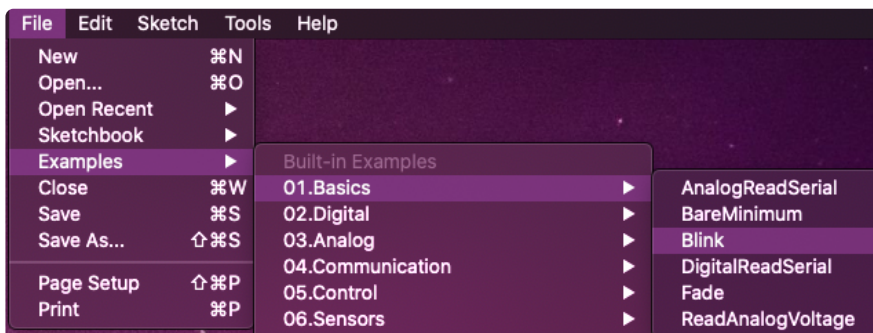 File Edit Sketch Tools Help
New ⌘N
Open... ⌘O
Open Recent ▶
Sketchbook ▶
Examples ▶
Close ⌘W
Save ⌘S
Save As... ⇧⌘S
Page Setup ⇧⌘P
Print ⌘P
Built-in Examples
01.Basics ▶
02.Digital ▶
03.Analog ▶
04.Communication ▶
05.Control ▶
06.Sensors ▶
AnalogReadSerial
BareMinimum
Blink
DigitalReadSerial
Fade
ReadAnalogVoltage